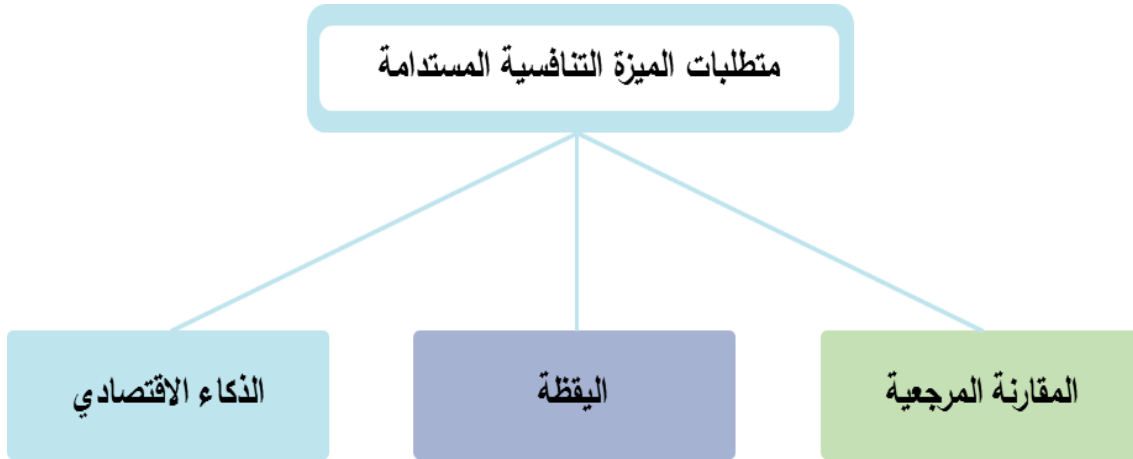 متطلبات الميزة التنافسية المستدامة
المقارنة المرجعية
اليقظة
الذكاء الاقتصادي